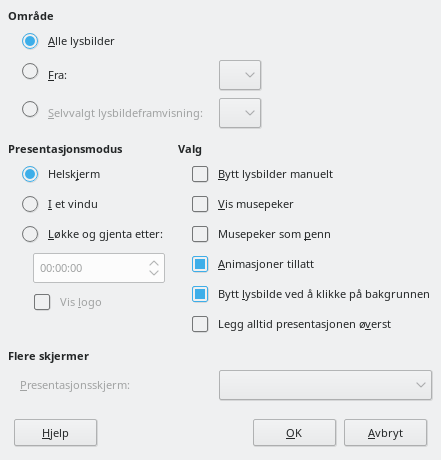 Område
Alle lysbilder
Fra:
Selvvalgt lysbildeframvisning:
Presentasjonsmodus
Valg
Helskjerm
Bytt lysbilder manuelt
I et vindu
Vis musepeker
Løkke og gjenta etter:
Musepeker som penn
00:00:00
Animasjoner tillatt
Vis logo
Bytt lysbilde ved å klikke på bakgrunnen
Legg alltid presentasjonen øverst
Flere skjermer
Presentasjonsskjerm:
Hjelp
OK
Avbryt